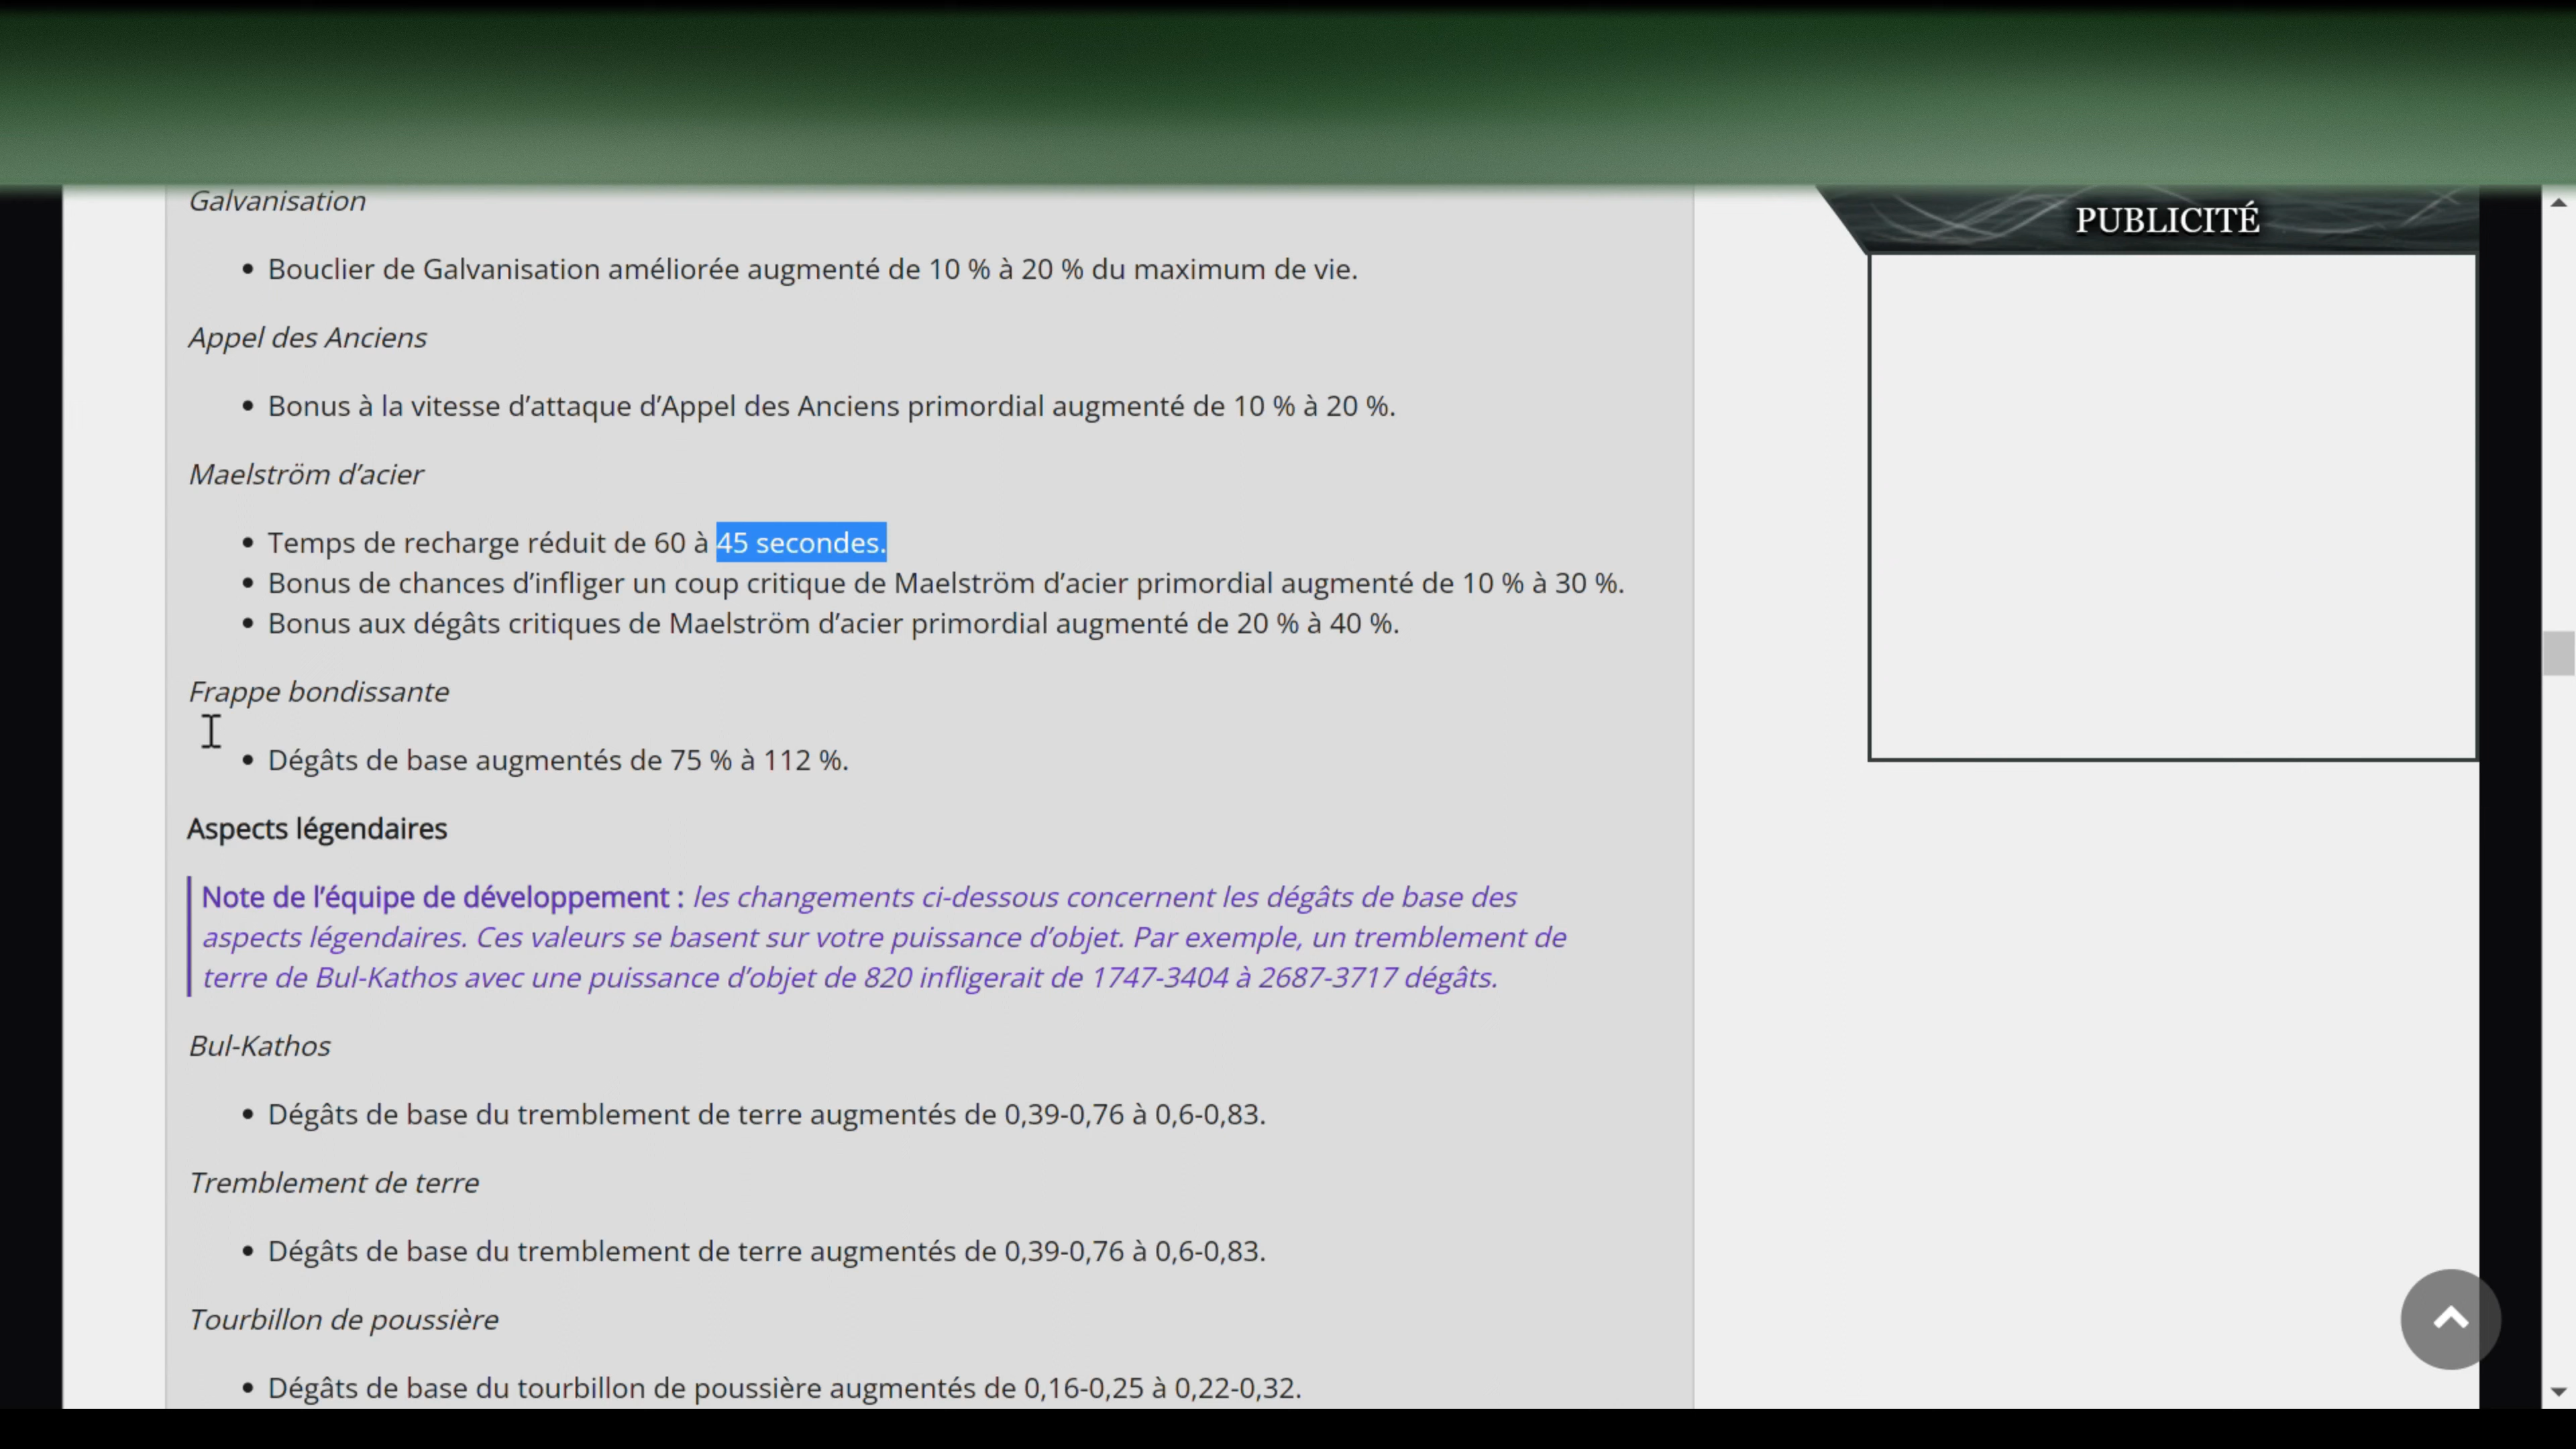 Galvanisation
PUBLICITÉ
• Bouclier de Galvanisation améliorée augmenté de 10 % à 20 % du maximum de vie.
Appel des Anciens
• Bonus à la vitesse d’attaque d’Appel des Anciens primordial augmenté de 10 % à 20 %.
Maelström d’acier
• Temps de recharge réduit de 60 à 45 secondes.
• Bonus de chances d’infliger un coup critique de Maelström d’acier primordial augmenté de 10 % à 30 %.
• Bonus aux dégâts critiques de Maelström d’acier primordial augmenté de 20 % à 40 %.
Frappe bondissante
• Dégâts de base augmentés de 75 % à 112 %.
Aspects légendaires
Note de l’équipe de développement : les changements ci-dessous concernent les dégâts de base des
aspects légendaires. Ces valeurs se basent sur votre puissance d’objet. Par exemple, un tremblement de
terre de Bul-Kathos avec une puissance d’objet de 820 infligerait de 1747-3404 à 2687-3717 dégâts.
Bul-Kathos
• Dégâts de base du tremblement de terre augmentés de 0,39-0,76 à 0,6-0,83.
Tremblement de terre
• Dégâts de base du tremblement de terre augmentés de 0,39-0,76 à 0,6-0,83.
Tourbillon de poussière
• Dégâts de base du tourbillon de poussière augmentés de 0,16-0,25 à 0,22-0,32.